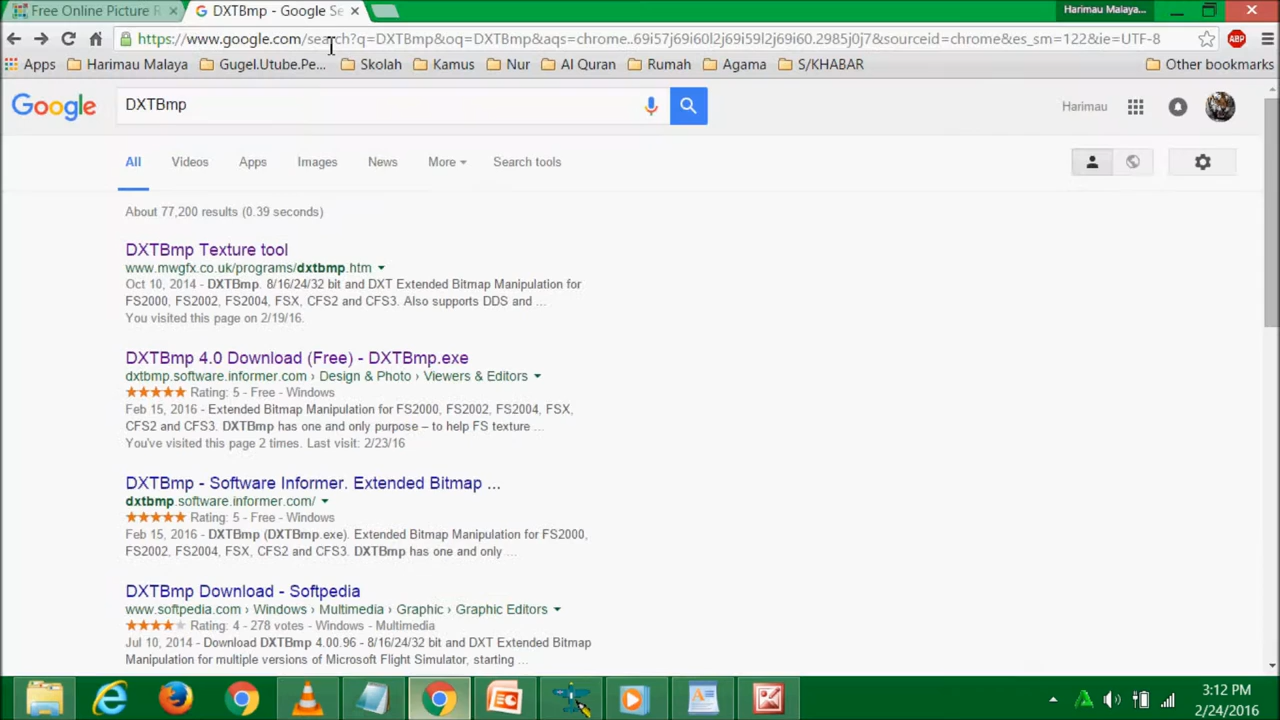 Free Online Picture R
DXTBmp - Google Se
Harimau Malaya...
https://www.google.com/search?q=DXTBmp&oq=DXTBmp&aqs=chrome..69i57j69i60l2j69i59l2j69i60.2985j0j7&sourceid=chrome&es_sm=122&ie=UTF-8
ABP
Apps Harimau Malaya Gugel.Utube.Pe... Skolah Kamus Nur Al Quran Rumah Agama S/KHABAR Other bookmarks
Google
DXTBmp
Harimau
All Videos Apps Images News More Search tools
About 77,200 results (0.39 seconds)
DXTBmp Texture tool
www.mwgfx.co.uk/programs/dxtbmp.htm
Oct 10, 2014 - DXTBmp. 8/16/24/32 bit and DXT Extended Bitmap Manipulation for
FS2000, FS2002, FS2004, FSX, CFS2 and CFS3. Also supports DDS and ...
You visited this page on 2/19/16.
DXTBmp 4.0 Download (Free) - DXTBmp.exe
dxtbmp.software.informer.com › Design & Photo › Viewers & Editors
Rating: 5 - Free - Windows
Feb 15, 2016 - Extended Bitmap Manipulation for FS2000, FS2002, FS2004, FSX,
CFS2 and CFS3. DXTBmp has one and only purpose – to help FS texture ...
You've visited this page 2 times. Last visit: 2/23/16
DXTBmp - Software Informer. Extended Bitmap ...
dxtbmp.software.informer.com/
Rating: 5 - Free - Windows
Feb 15, 2016 - DXTBmp (DXTBmp.exe). Extended Bitmap Manipulation for FS2000,
FS2002, FS2004, FSX, CFS2 and CFS3. DXTBmp has one and only ...
DXTBmp Download - Softpedia
www.softpedia.com › Windows › Multimedia › Graphic › Graphic Editors
Rating: 4 - 278 votes - Windows - Multimedia
Jul 10, 2014 - Download DXTBmp 4.00.96 - 8/16/24/32 bit and DXT Extended Bitmap
Manipulation for multiple versions of Microsoft Flight Simulator, starting ...
3:12 PM
2/24/2016